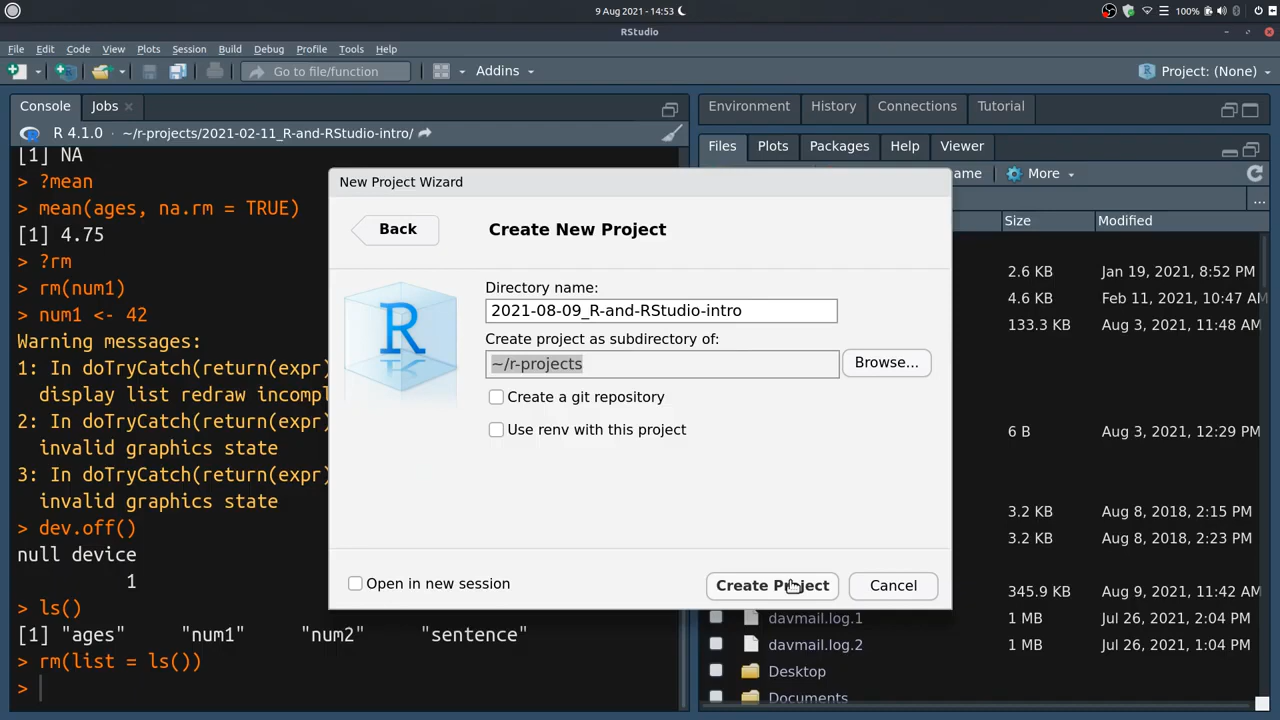 9 Aug 2021 - 14:53
100%
RStudio
File Edit Code View Plots Session Build Debug Profile Tools Help
Go to file/function
Addins
Project: (None)
Console Jobs
R 4.1.0 · ~/r-projects/2021-02-11_R-and-RStudio-intro/
[1] NA
> ?mean
> mean(ages, na.rm = TRUE)
[1] 4.75
> ?rm
> rm(num1)
> num1 <- 42
Warning messages:
1: In doTryCatch(return(expr)
display list redraw incompl
2: In doTryCatch(return(expr)
invalid graphics state
3: In doTryCatch(return(expr)
invalid graphics state
> dev.off()
null device
1
> ls()
[1] "ages" "num1" "num2" "sentence"
> rm(list = ls())
>
New Project Wizard
Back
Create New Project
R
Directory name:
2021-08-09_R-and-RStudio-intro
Create project as subdirectory of:
~/r-projects
Browse...
Create a git repository
Use renv with this project
Open in new session
Create Project
Cancel
Environment History Connections Tutorial
Files Plots Packages Help Viewer
ame More
...
Size Modified
2.6 KB Jan 19, 2021, 8:52 PM
4.6 KB Feb 11, 2021, 10:47 AM
133.3 KB Aug 3, 2021, 11:48 AM
6 B Aug 3, 2021, 12:29 PM
3.2 KB Aug 8, 2018, 2:15 PM
3.2 KB Aug 8, 2018, 2:23 PM
345.9 KB Aug 9, 2021, 11:42 AM
davmail.log.1 1 MB Jul 26, 2021, 2:04 PM
davmail.log.2 1 MB Jul 26, 2021, 1:04 PM
Desktop
Documents